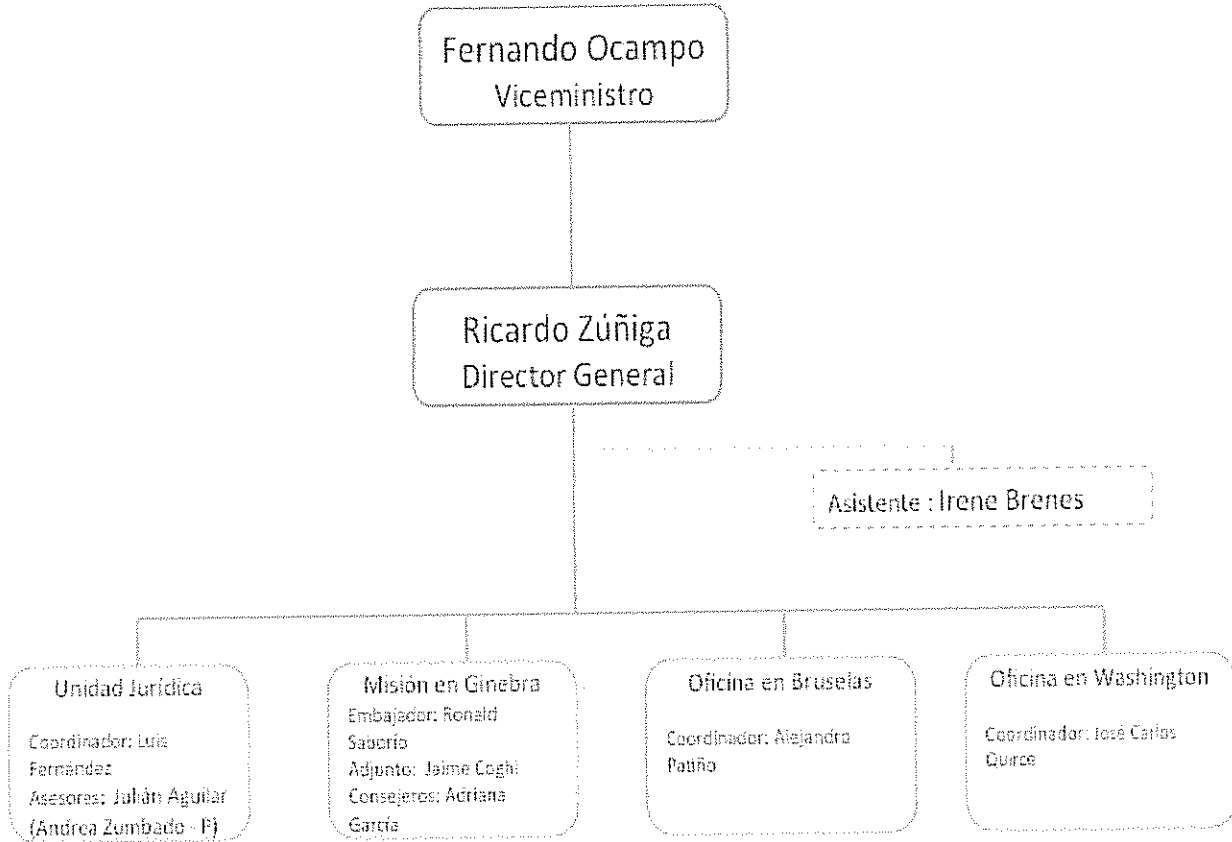 Fernando Ocampo
Viceministro
Ricardo Zúñiga
Director General
Asistente : Irene Brenes
Unidad Jurídica
Coordinador: Luis
Fernández
Asesores: Julián Aguilar
(Andrea Zumbado - IP)
Misión en Ginebra
Embajador: Ronald
Saborío
Adjunto: Jaime Coghi
Consejeros: Adriana
García
Oficina en Bruselas
Coordinador: Alejandro
Patiño
Oficina en Washington
Coordinador: José Carlos
Quirce